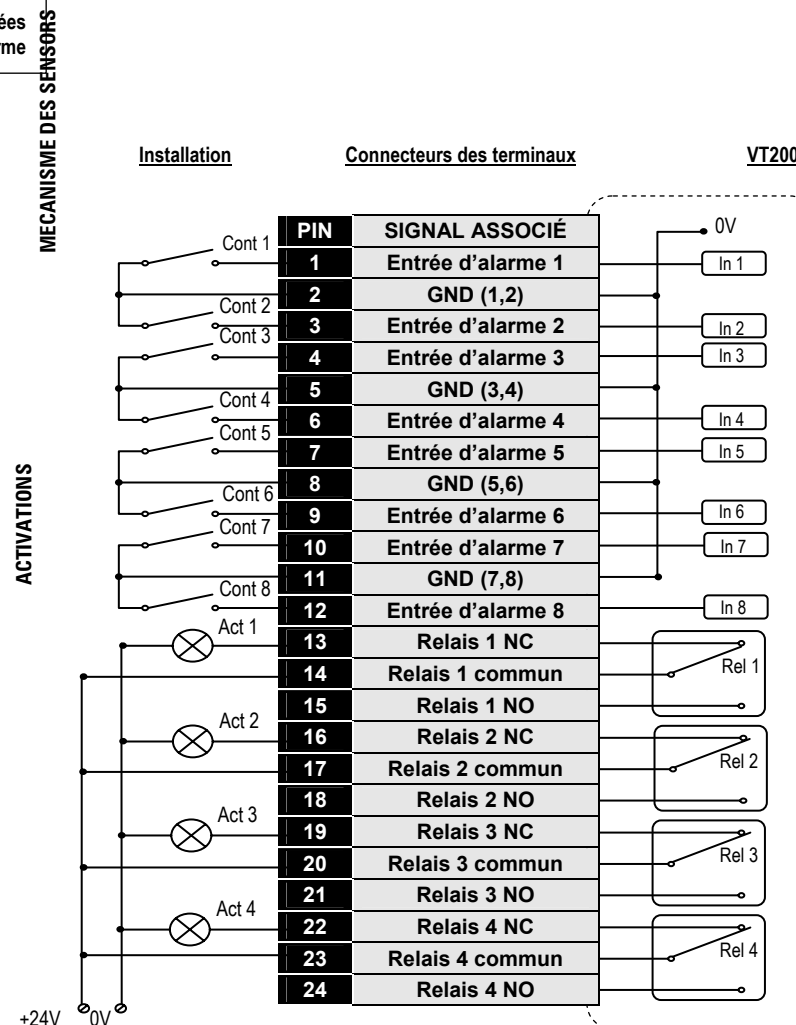 MECANISME DES SENSORS
ACTIVATIONS
Installation
Connecteurs des terminaux
PIN SIGNAL ASSOCIÉ
0V
Cont 1
1 Entrée d'alarme 1 In 1
2 GND (1,2)
Cont 2
3 Entrée d'alarme 2 In 2
Cont 3
4 Entrée d'alarme 3 In 3
5 GND (3,4)
Cont 4
6 Entrée d'alarme 4 In 4
Cont 5
7 Entrée d'alarme 5 In 5
8 GND (5,6)
Cont 6
9 Entrée d'alarme 6 In 6
Cont 7
10 Entrée d'alarme 7 In 7
11 GND (7,8)
Cont 8
12 Entrée d'alarme 8 In 8
Act 1
13 Relais 1 NC
14 Relais 1 commun Rel 1
15 Relais 1 NO
Act 2
16 Relais 2 NC
17 Relais 2 commun Rel 2
18 Relais 2 NO
Act 3
19 Relais 3 NC
20 Relais 3 commun Rel 3
21 Relais 3 NO
Act 4
22 Relais 4 NC
23 Relais 4 commun Rel 4
24 Relais 4 NO
+24V 0V